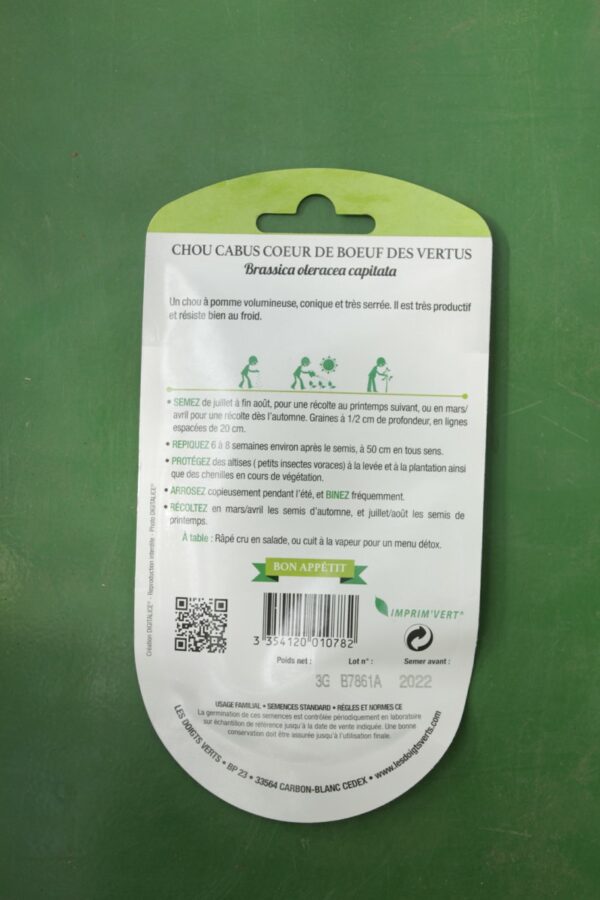 CHOU CABUS COEUR DE BOEUF DES VERTUS
Brassica oleracea capitata
Un chou à pomme volumineuse, conique et très serrée. Il est très productif
et résiste bien au froid.
• SEMEZ de juillet à fin août, pour une récolte au printemps suivant, ou en mars/
avril pour une récolte dès l'automne. Graines à 1/2 cm de profondeur, en lignes
espacées de 20 cm.
• REPIQUEZ 6 à 8 semaines environ après le semis, à 50 cm en tous sens.
• PROTÉGEZ des altises ( petits insectes voraces) à la levée et à la plantation ainsi
que des chenilles en cours de végétation.
• ARROSEZ copieusement pendant l'été, et BINEZ fréquemment.
• RÉCOLTEZ en mars/avril les semis d'automne, et juillet/août les semis de
printemps.
À table : Râpé cru en salade, ou cuit à la vapeur pour un menu détox.
BON APPÉTIT
Création DIGITALICE® - Reproduction interdite - Photo DIGITALICE®
IMPRIM'VERT®
3 354120 010782
Poids net : Lot n° : Semer avant :
3G B7861A 2022
USAGE FAMILIAL • SEMENCES STANDARD • RÈGLES ET NORMES CE
La germination de ces semences est contrôlée périodiquement en laboratoire
sur échantillon de référence jusqu'à la date de vente indiquée. Une bonne
conservation doit être assurée jusqu'à l'utilisation finale.
LES DOIGTS VERTS • BP 23 • 33564 CARBON-BLANC CEDEX • www.lesdoigtsverts.com